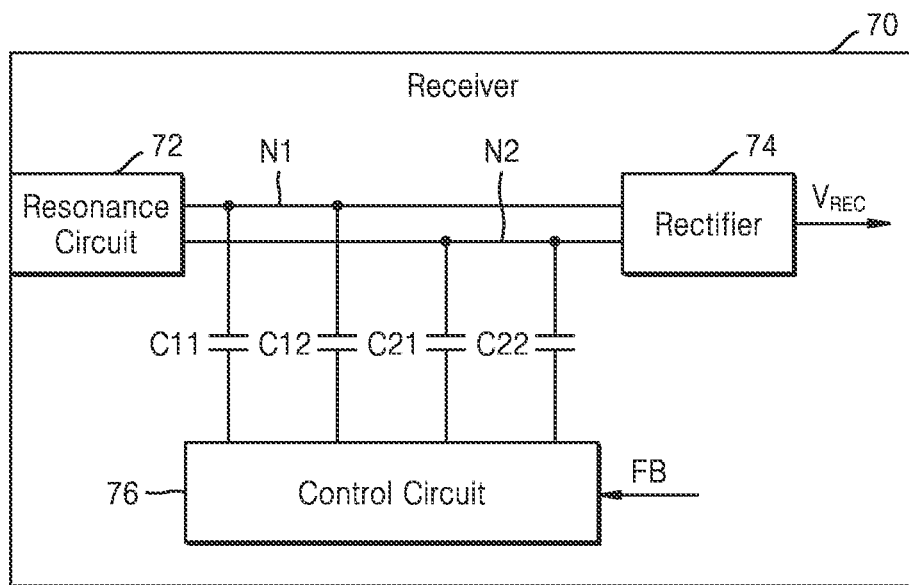 70
Receiver
72
N1
N2
74
Resonance
Circuit
Rectifier
VREC
C11
C12
C21
C22
76
Control Circuit
FB